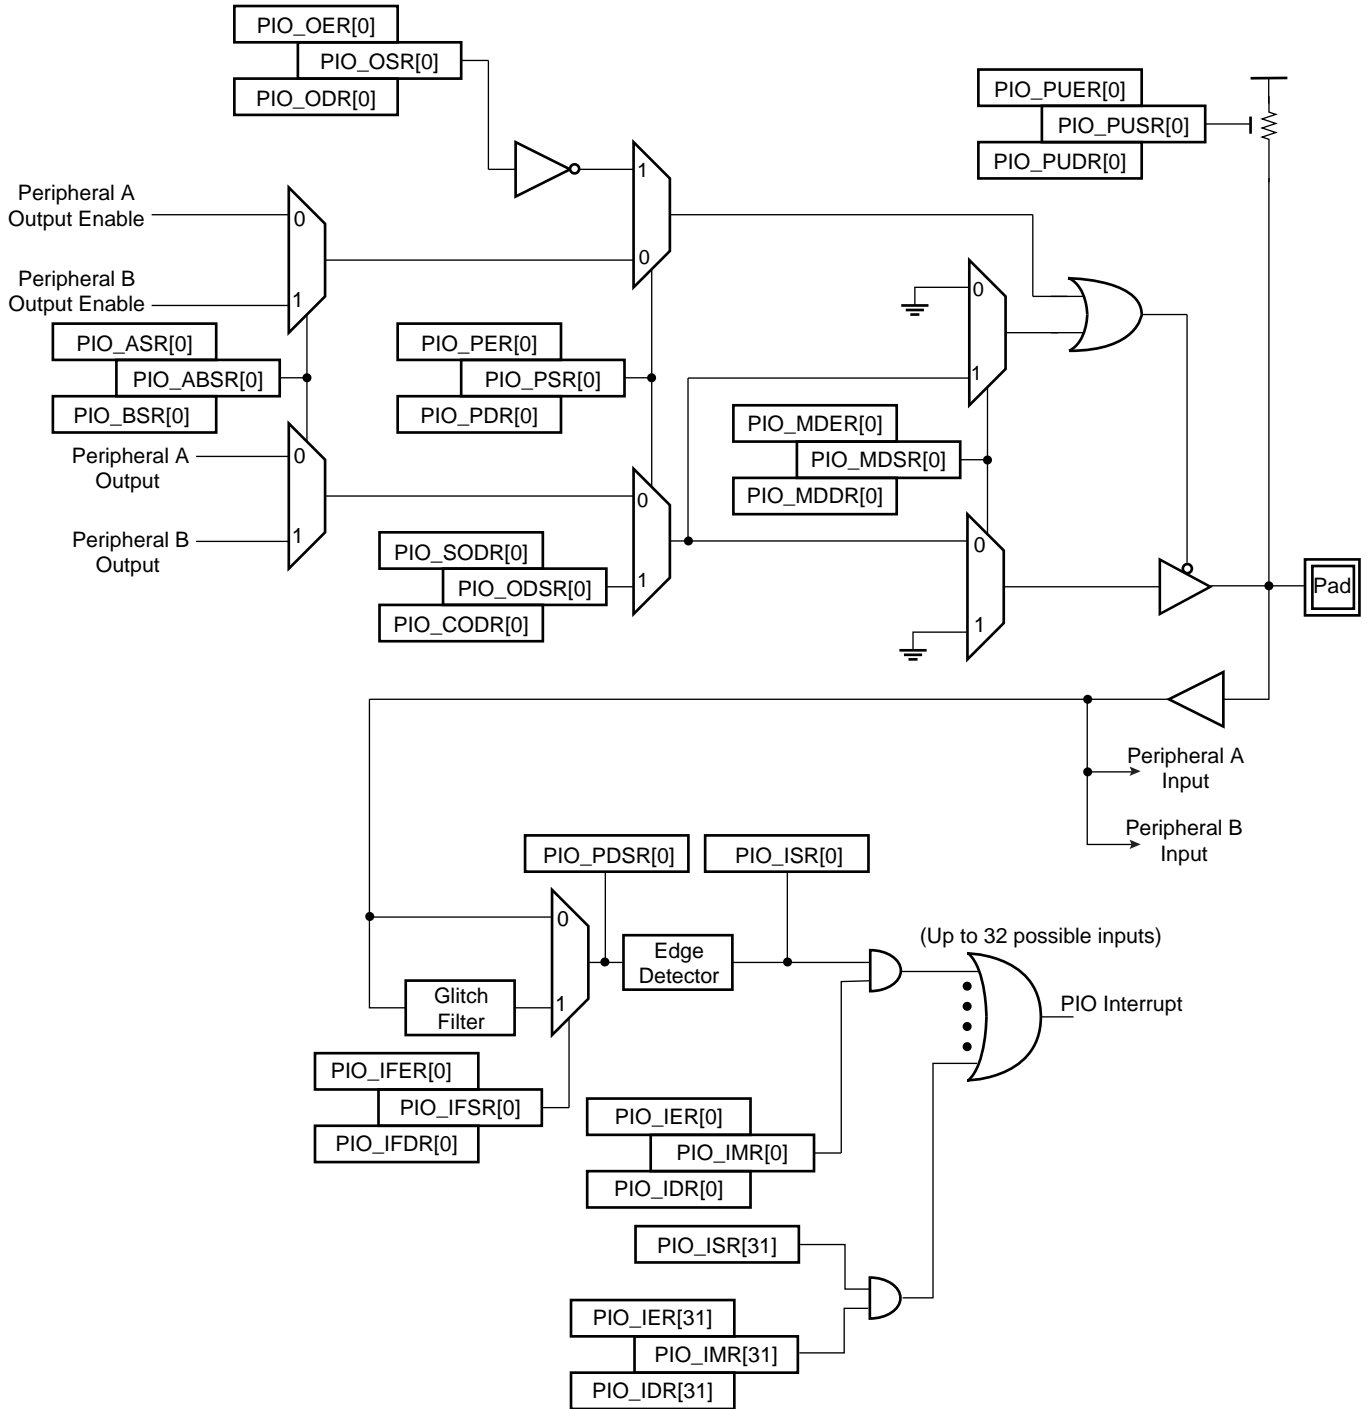 PIO_OER[0]
PIO_OSR[0]
PIO_ODR[0]
PIO_PUER[0]
PIO_PUSR[0]
PIO_PUDR[0]
1
0
Peripheral A
Output Enable
0
Peripheral B
Output Enable
1
PIO_ASR[0]
PIO_ABSR[0]
PIO_BSR[0]
PIO_PER[0]
PIO_PSR[0]
PIO_PDR[0]
0
1
PIO_MDER[0]
PIO_MDSR[0]
PIO_MDDR[0]
Peripheral A
Output
0
Peripheral B
Output
1
0
1
PIO_SODR[0]
PIO_ODSR[0]
PIO_CODR[0]
0
1
Pad
Peripheral A
Input
Peripheral B
Input
PIO_PDSR[0]
PIO_ISR[0]
0
1
Edge
Detector
Glitch
Filter
(Up to 32 possible inputs)
PIO Interrupt
PIO_IFER[0]
PIO_IFSR[0]
PIO_IFDR[0]
PIO_IER[0]
PIO_IMR[0]
PIO_IDR[0]
PIO_ISR[31]
PIO_IER[31]
PIO_IMR[31]
PIO_IDR[31]